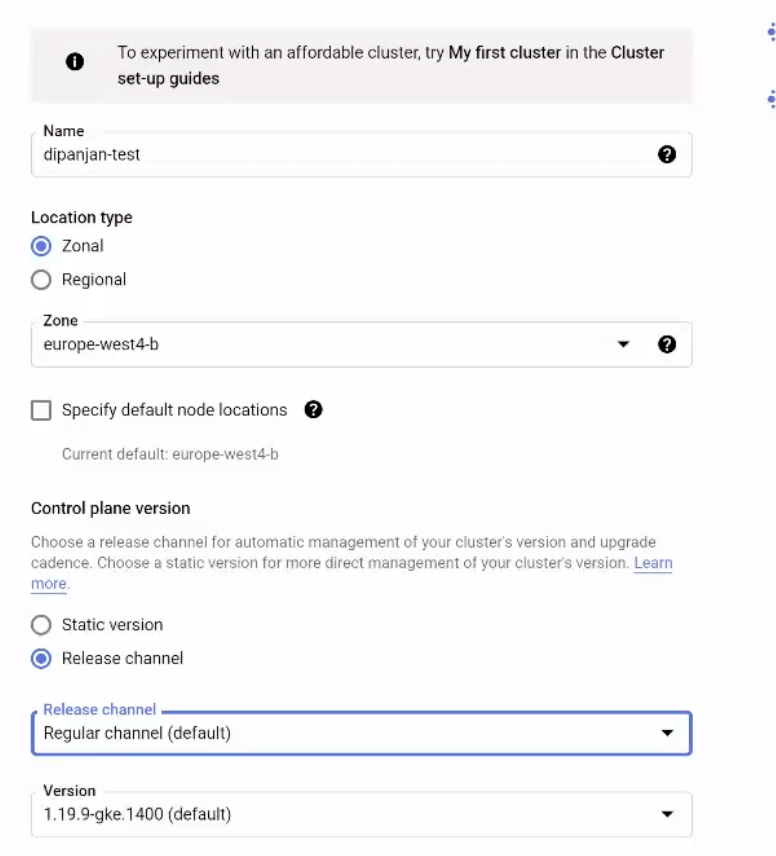 To experiment with an affordable cluster, try My first cluster in the Cluster
set-up guides
Name
dipanjan-test
Location type
Zonal
Regional
Zone
europe-west4-b
Specify default node locations
Current default: europe-west4-b
Control plane version
Choose a release channel for automatic management of your cluster's version and upgrade
cadence. Choose a static version for more direct management of your cluster's version. Learn
more.
Static version
Release channel
Release channel
Regular channel (default)
Version
1.19.9-gke.1400 (default)